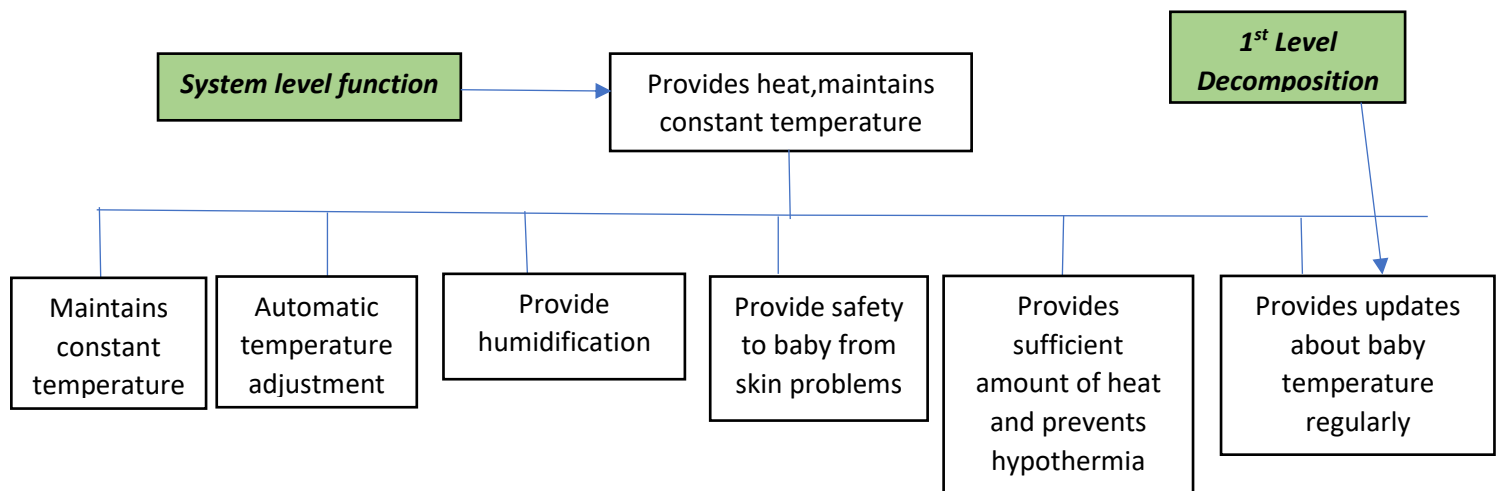 System level function
Provides heat,maintains
constant temperature
1st Level
Decomposition
Maintains
constant
temperature
Automatic
temperature
adjustment
Provide
humidification
Provide safety
to baby from
skin problems
Provides
sufficient
amount of heat
and prevents
hypothermia
Provides updates
about baby
temperature
regularly